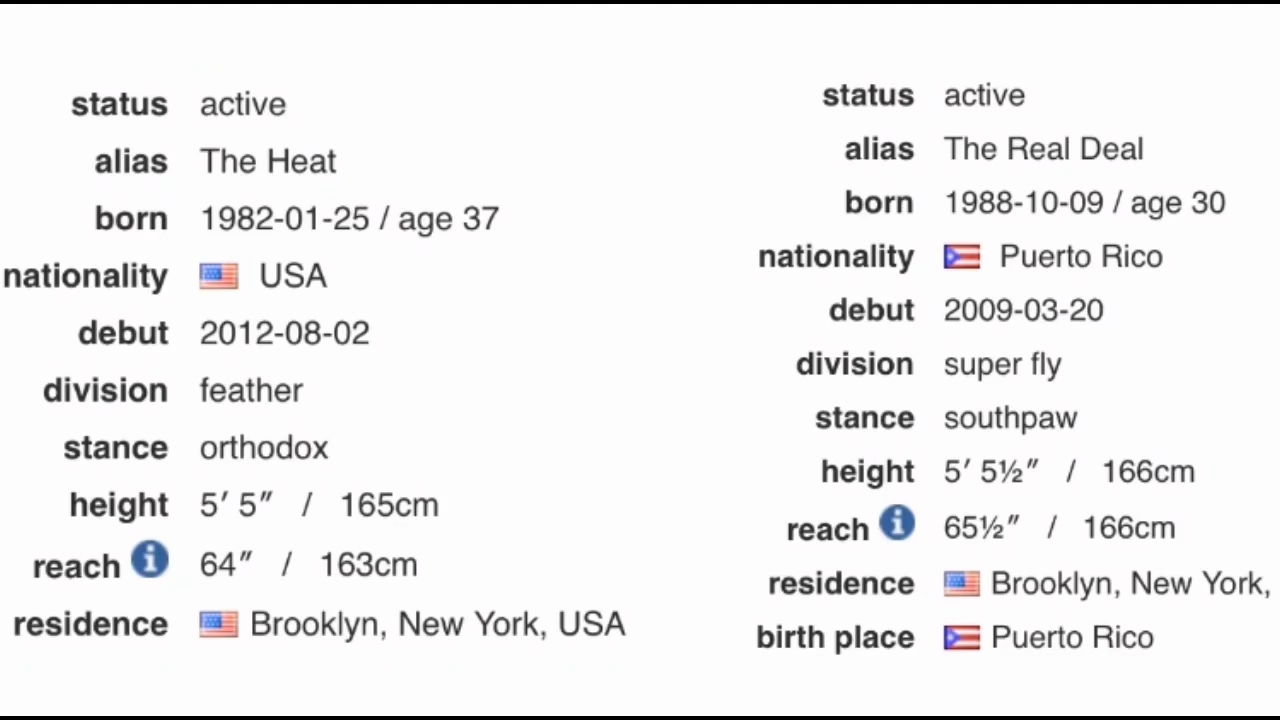 status active
alias The Heat
born 1982-01-25 / age 37
nationality USA
debut 2012-08-02
division feather
stance orthodox
height 5′ 5″ / 165cm
reach i 64″ / 163cm
residence Brooklyn, New York, USA
status active
alias The Real Deal
born 1988-10-09 / age 30
nationality Puerto Rico
debut 2009-03-20
division super fly
stance southpaw
height 5′ 5½″ / 166cm
reach i 65½″ / 166cm
residence Brooklyn, New York,
birth place Puerto Rico